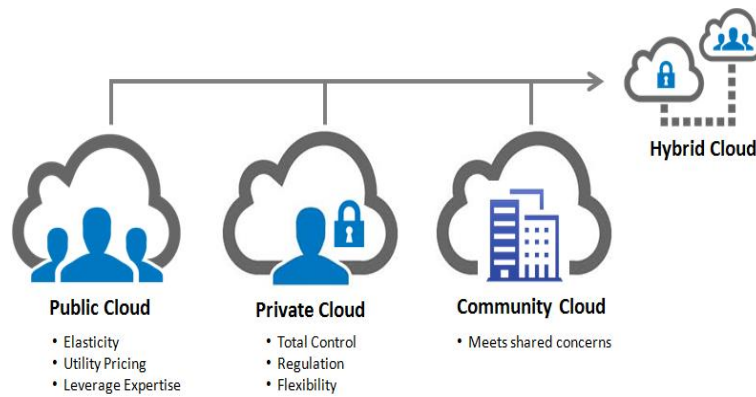 Hybrid Cloud
Public Cloud
• Elasticity
• Utility Pricing
• Leverage Expertise
Private Cloud
• Total Control
• Regulation
• Flexibility
Community Cloud
• Meets shared concerns